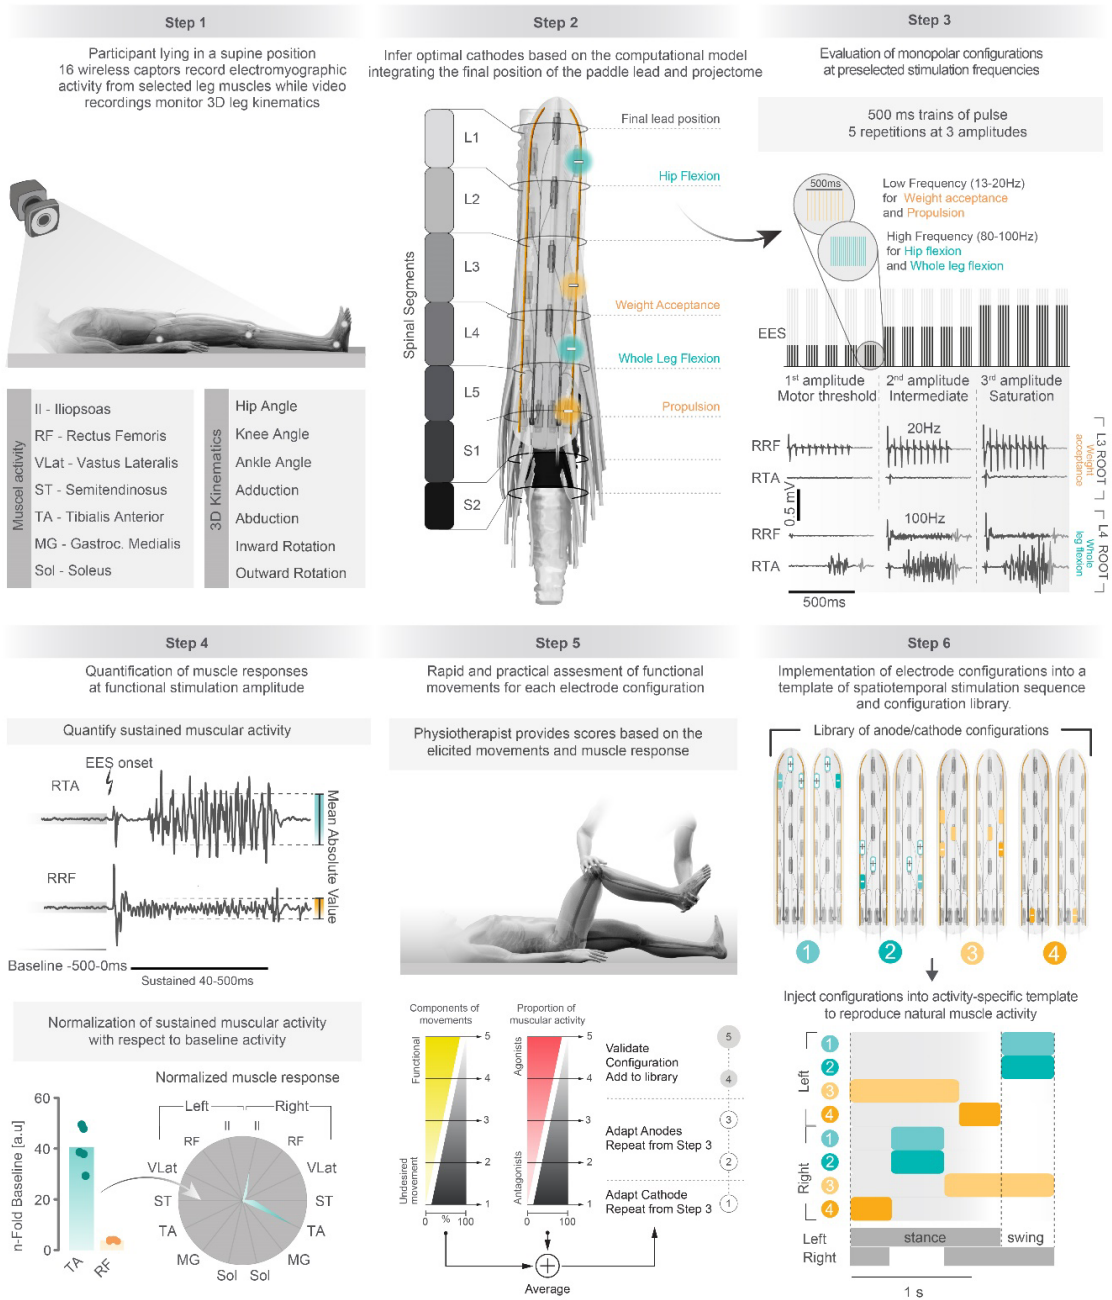 Step 1
Participant lying in a supine position
16 wireless captors record electromyographic
activity from selected leg muscles while video
recordings monitor 3D leg kinematics
Muscel activity
Il - Iliopsoas
RF - Rectus Femoris
VLat - Vastus Lateralis
ST - Semitendinosus
TA - Tibialis Anterior
MG - Gastroc. Medialis
Sol - Soleus
3D Kinematics
Hip Angle
Knee Angle
Ankle Angle
Adduction
Abduction
Inward Rotation
Outward Rotation
Step 2
Infer optimal cathodes based on the computational model
integrating the final position of the paddle lead and projectome
Spinal Segments
L1
L2
L3
L4
L5
S1
S2
Final lead position
Hip Flexion
Weight Acceptance
Whole Leg Flexion
Propulsion
Step 3
Evaluation of monopolar configurations
at preselected stimulation frequencies
500 ms trains of pulse
5 repetitions at 3 amplitudes
500ms
Low Frequency (13-20Hz)
for Weight acceptance
and Propulsion
High Frequency (80-100Hz)
for Hip flexion
and Whole leg flexion
EES
1st amplitude
Motor threshold
2nd amplitude
Intermediate
3rd amplitude
Saturation
20Hz
RRF
RTA
0.5 mV
L3 ROOT
Weight
acceptance
100Hz
RRF
RTA
L4 ROOT
Whole
leg flexion
500ms
Step 4
Quantification of muscle responses
at functional stimulation amplitude
Quantify sustained muscular activity
EES onset
RTA
RRF
Mean Absolute Value
Baseline -500-0ms
Sustained 40-500ms
Normalization of sustained muscular activity
with respect to baseline activity
Normalized muscle response
n-Fold Baseline [a.u]
60
40
20
0
TA
RF
Left
Right
Il
Il
RF
RF
VLat
VLat
ST
ST
TA
TA
MG
MG
Sol
Sol
Step 5
Rapid and practical assesment of functional
movements for each electrode configuration
Physiotherapist provides scores based on the
elicited movements and muscle response
Components of
movements
Functional
Undesired
movement
5
4
3
2
1
0
%
100
Proportion of
muscular activity
Agonists
Antagonists
5
4
3
2
1
0
100
Validate
Configuration
Add to library
5
4
Adapt Anodes
Repeat from Step 3
3
2
Adapt Cathode
Repeat from Step 3
1
Average
Step 6
Implementation of electrode configurations into a
template of spatiotemporal stimulation sequence
and configuration library.
Library of anode/cathode configurations
1
2
3
4
Inject configurations into activity-specific template
to reproduce natural muscle activity
Left
1
2
3
4
Right
1
2
3
4
Left
stance
swing
Right
1 s